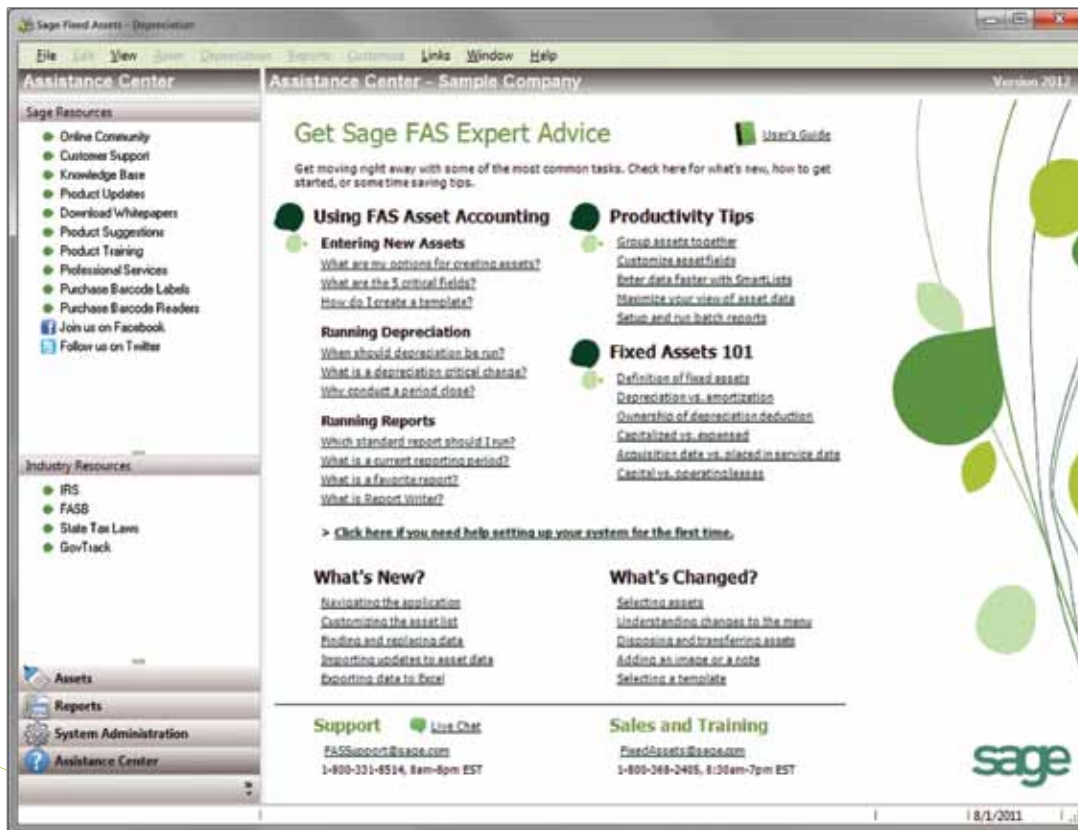 Sage Fixed Assets - Depreciation
File Edit View Asset Depreciation Reports Customize Links Window Help
Assistance Center
Assistance Center - Sample Company
Version 2012
Sage Resources
Online Community
Customer Support
Knowledge Base
Product Updates
Download Whitepapers
Product Suggestions
Product Training
Professional Services
Purchase Barcode Labels
Purchase Barcode Readers
Join us on Facebook
Follow us on Twitter
Industry Resources
IRS
FASB
State Tax Laws
GovTrack
Assets
Reports
System Administration
Assistance Center
Get Sage FAS Expert Advice
User's Guide
Get moving right away with some of the most common tasks. Check here for what's new, how to get
started, or some time saving tips.
Using FAS Asset Accounting
Entering New Assets
What are my options for creating assets?
What are the 5 critical fields?
How do I create a template?
Running Depreciation
When should depreciation be run?
What is a depreciation critical change?
Why conduct a period close?
Running Reports
Which standard report should I run?
What is a current reporting period?
What is a favorite report?
What is Report Writer?
Productivity Tips
Group assets together
Customize asset fields
Enter data faster with SmartLists
Maximize your view of asset data
Setup and run batch reports
Fixed Assets 101
Definition of fixed assets
Depreciation vs. amortization
Ownership of depreciation deduction
Capitalized vs. expensed
Acquisition date vs. placed in service date
Capital vs. operating leases
> Click here if you need help setting up your system for the first time.
What's New?
Navigating the application
Customizing the asset list
Finding and replacing data
Importing updates to asset data
Exporting data to Excel
What's Changed?
Selecting assets
Understanding changes to the menu
Disposing and transferring assets
Adding an image or a note
Selecting a template
Support
Live Chat
FASSupport@sage.com
1-800-331-8514, 8am-8pm EST
Sales and Training
FixedAssets@sage.com
1-800-368-2405, 8:30am-7pm EST
sage
8/1/2011